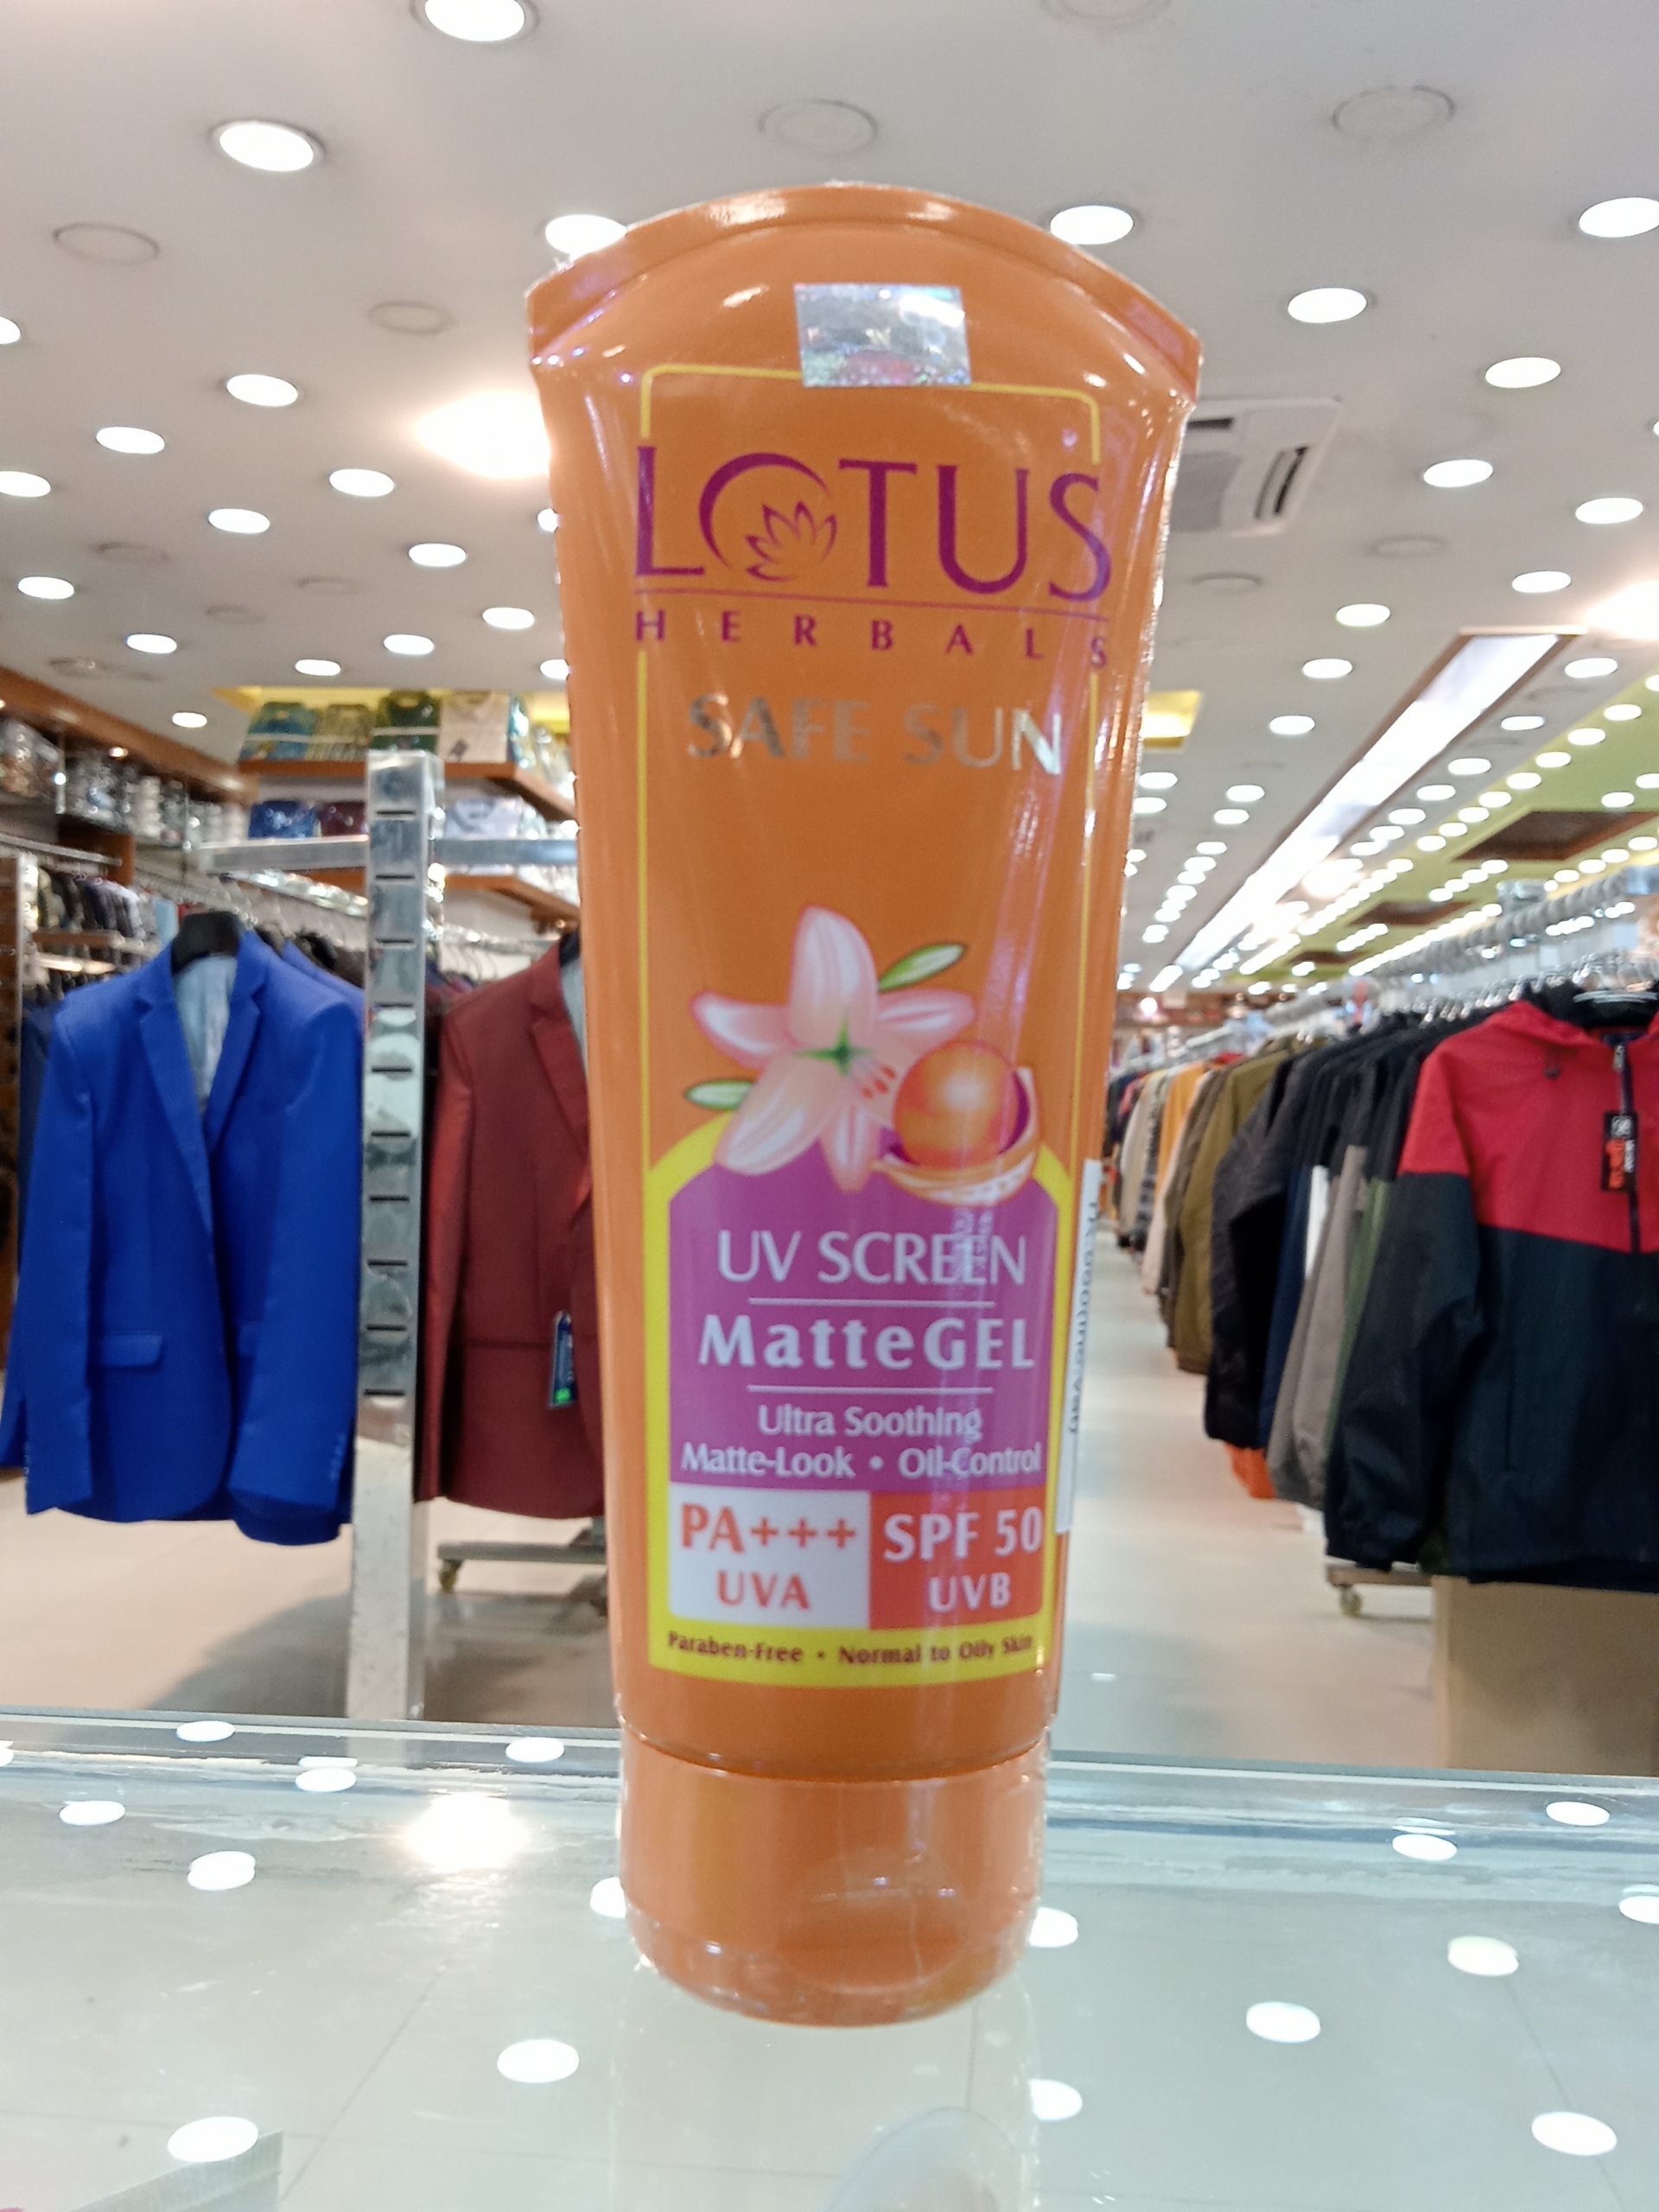 LOTUS
HERBALS
SAFE SUN
UV SCREEN
MatteGEL
Ultra Soothing
Matte-Look • Oil-Control
PA+++ SPF 50
UVA UVB
Paraben-Free • Normal to Oily Skin